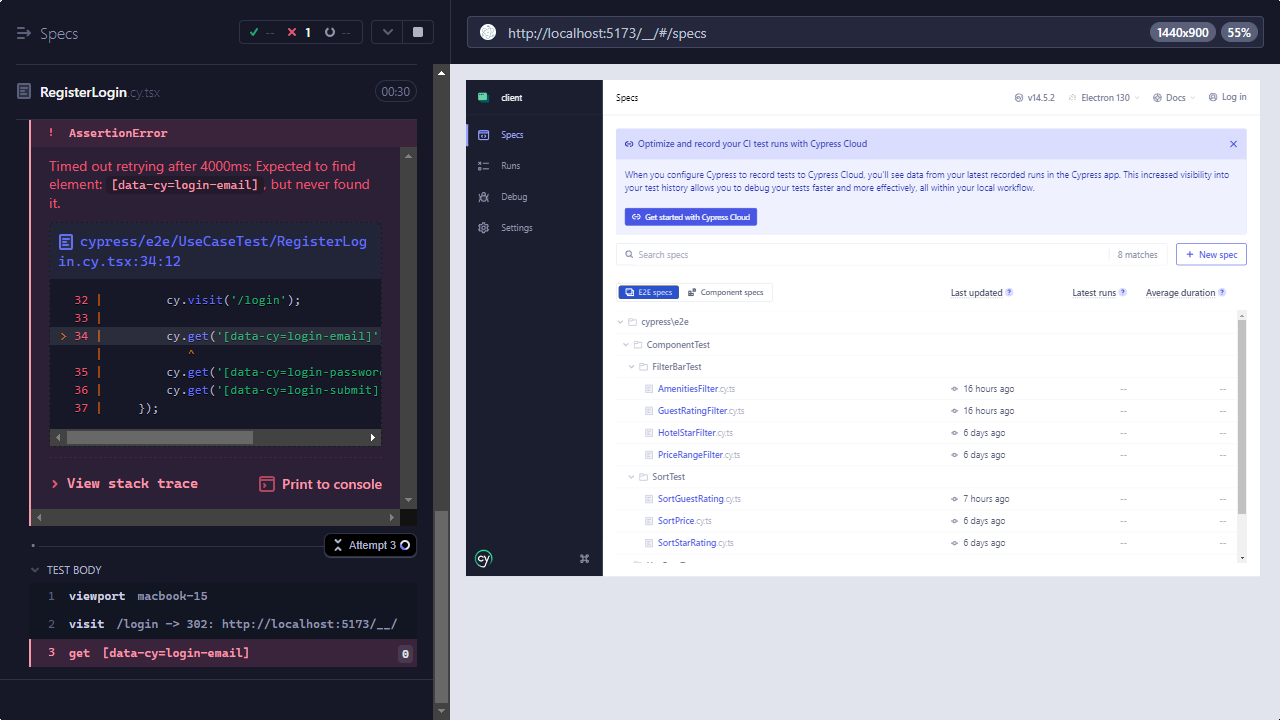 Specs
-- 1 --
RegisterLogin.cy.tsx 00:30
! AssertionError
Timed out retrying after 4000ms: Expected to find
element: [data-cy=login-email], but never found
it.
cypress/e2e/UseCaseTest/RegisterLog
in.cy.tsx:34:12
32 | cy.visit('/login');
33 |
> 34 | cy.get('[data-cy=login-email]'
| ^
35 | cy.get('[data-cy=login-password
36 | cy.get('[data-cy=login-submit]
37 | });
> View stack trace
Print to console
Attempt 3
TEST BODY
1 viewport macbook-15
2 visit /login -> 302: http://localhost:5173/__/
3 get [data-cy=login-email] 0
http://localhost:5173/__/#/specs 1440x900 55%
client
Specs
Runs
Debug
Settings
cy
Specs
v14.5.2 Electron 130 Docs Log in
Optimize and record your CI test runs with Cypress Cloud
When you configure Cypress to record tests to Cypress Cloud, you'll see data from your latest recorded runs in the Cypress app. This increased visibility into
your test history allows you to debug your tests faster and more effectively, all within your local workflow.
Get started with Cypress Cloud
Search specs 8 matches + New spec
E2E specs Component specs Last updated ? Latest runs ? Average duration ?
cypress\e2e
ComponentTest
FilterBarTest
AmenitiesFilter.cy.ts 16 hours ago -- --
GuestRatingFilter.cy.ts 16 hours ago -- --
HotelStarFilter.cy.ts 6 days ago -- --
PriceRangeFilter.cy.ts 6 days ago -- --
SortTest
SortGuestRating.cy.ts 7 hours ago -- --
SortPrice.cy.ts 6 days ago -- --
SortStarRating.cy.ts 6 days ago -- --